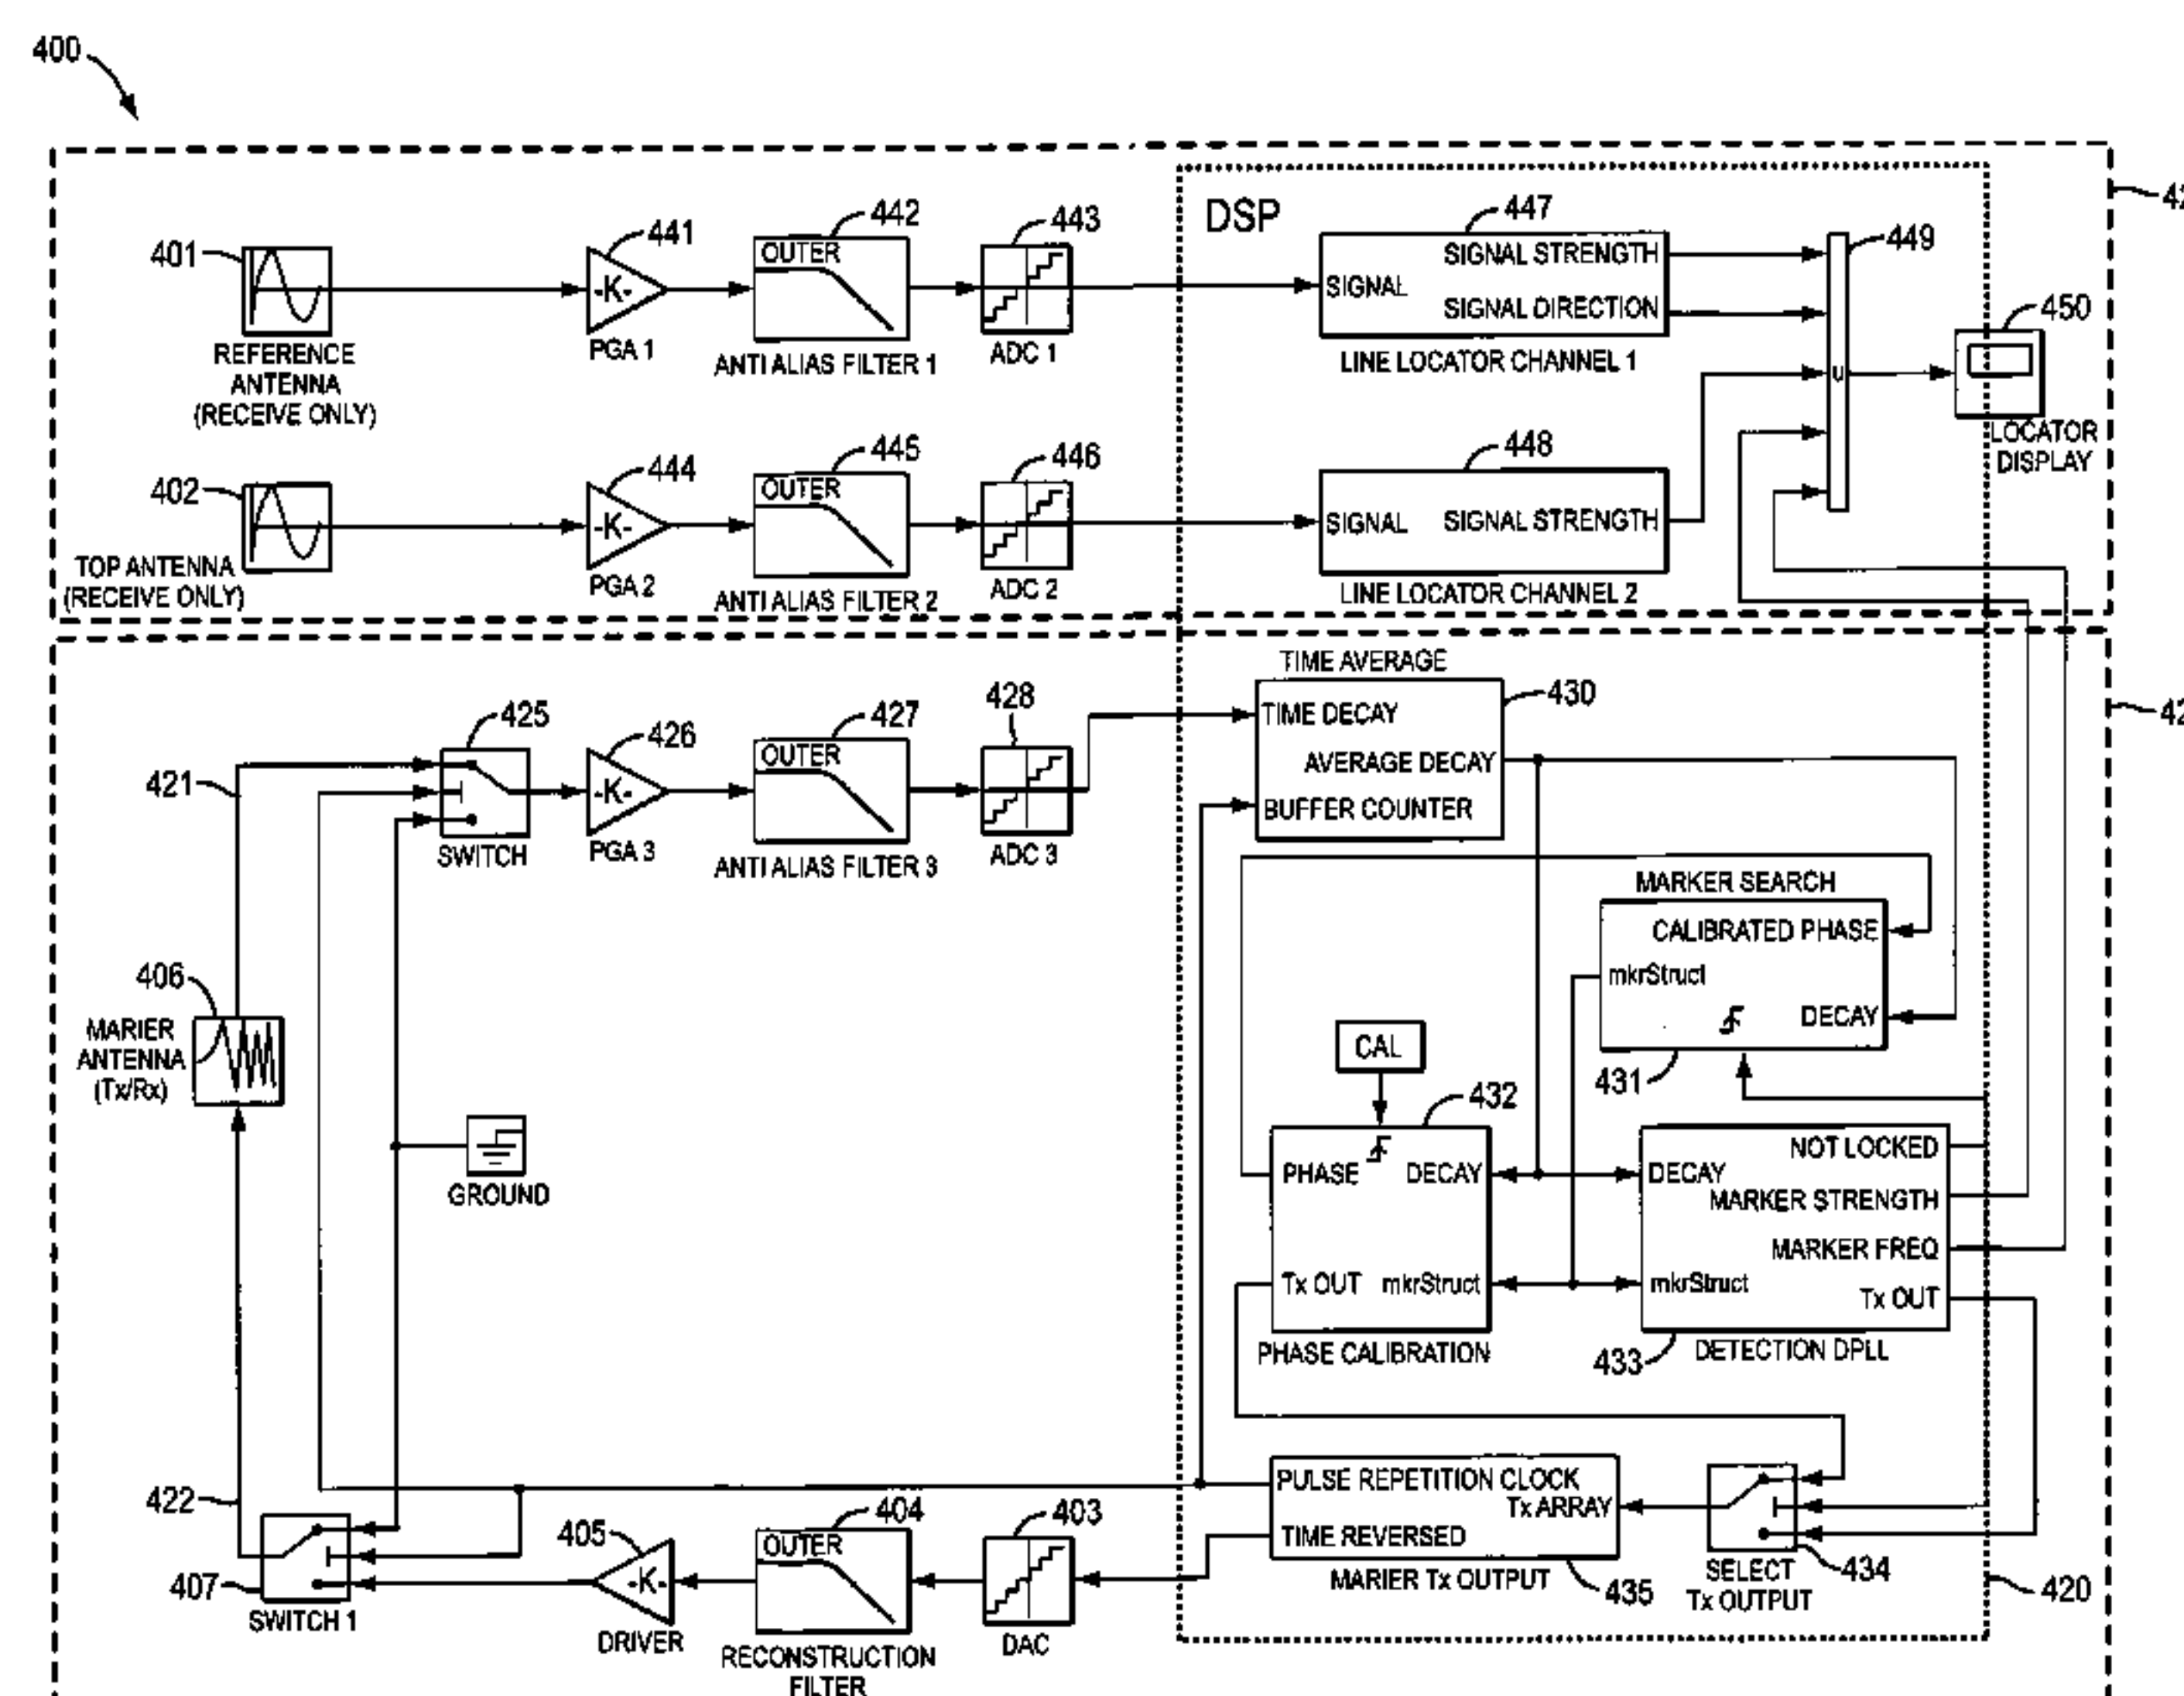 400
DSP
447
449
442
443
441
401
OUTER
SIGNAL STRENGTH
-K-
SIGNAL
SIGNAL DIRECTION
450
REFERENCE
ANTENNA
(RECEIVE ONLY)
PGA 1
ANTI ALIAS FILTER 1
ADC 1
LINE LOCATOR CHANNEL 1
U
LOCATOR
DISPLAY
448
445
446
444
402
OUTER
-K-
SIGNAL
SIGNAL STRENGTH
TOP ANTENNA
(RECEIVE ONLY)
PGA 2
ANTI ALIAS FILTER 2
ADC 2
LINE LOCATOR CHANNEL 2
TIME AVERAGE
430
428
425
427
426
TIME DECAY
OUTER
AVERAGE DECAY
421
-K-
BUFFER COUNTER
SWITCH
PGA 3
ANTI ALIAS FILTER 3
ADC 3
MARKER SEARCH
CALIBRATED PHASE
mkrStruct
DECAY
431
406
MARIER
ANTENNA
(Tx/Rx)
CAL
432
GROUND
PHASE
DECAY
Tx OUT
mkrStruct
PHASE CALIBRATION
NOT LOCKED
DECAY
MARKER STRENGTH
MARKER FREQ
mkrStruct
Tx OUT
433
DETECTION DPLL
422
PULSE REPETITION CLOCK
Tx ARRAY
TIME REVERSED
MARIER Tx OUTPUT
435
SELECT
Tx OUTPUT
434
420
405
404
403
OUTER
-K-
407
SWITCH 1
DRIVER
RECONSTRUCTION
FILTER
DAC